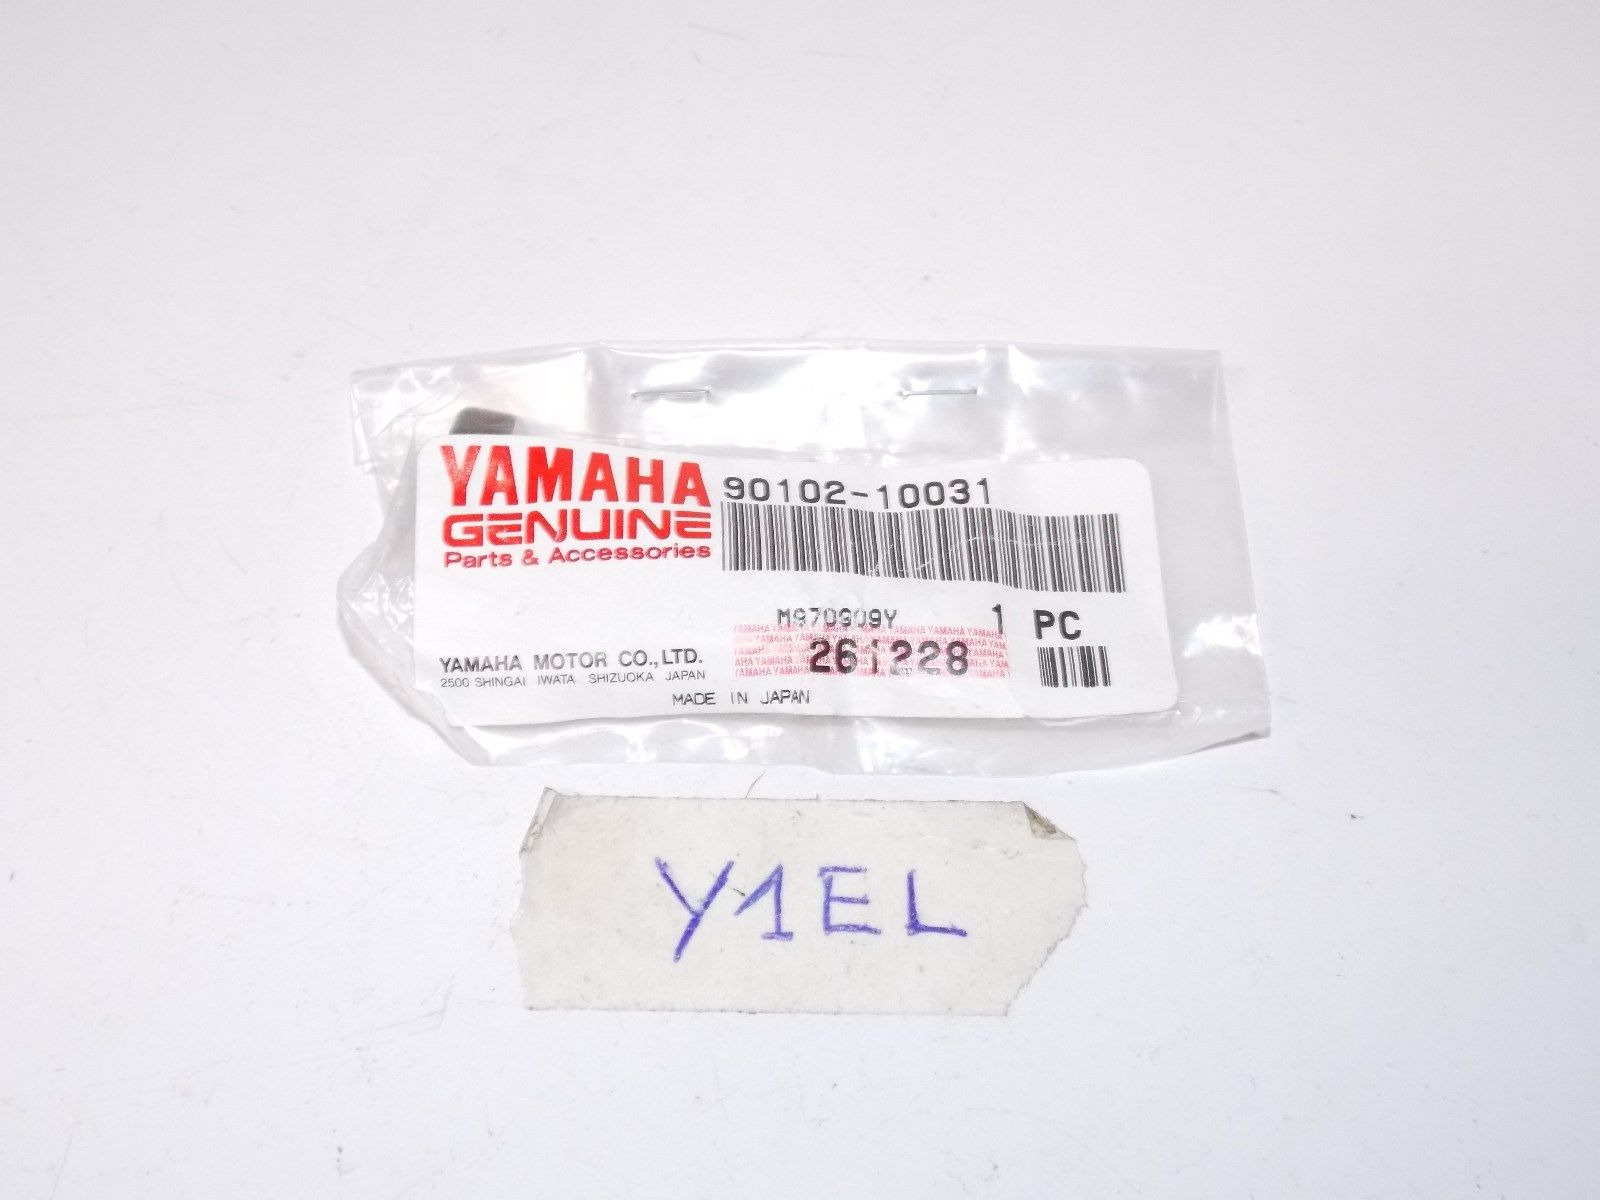 YAMAHA
GENUINE
Parts & Accessories
90102-10031
1 PC
261228
YAMAHA MOTOR CO., LTD.
2500 SHINGAI IWATA SHIZUOKA JAPAN
MADE IN JAPAN
Y1EL